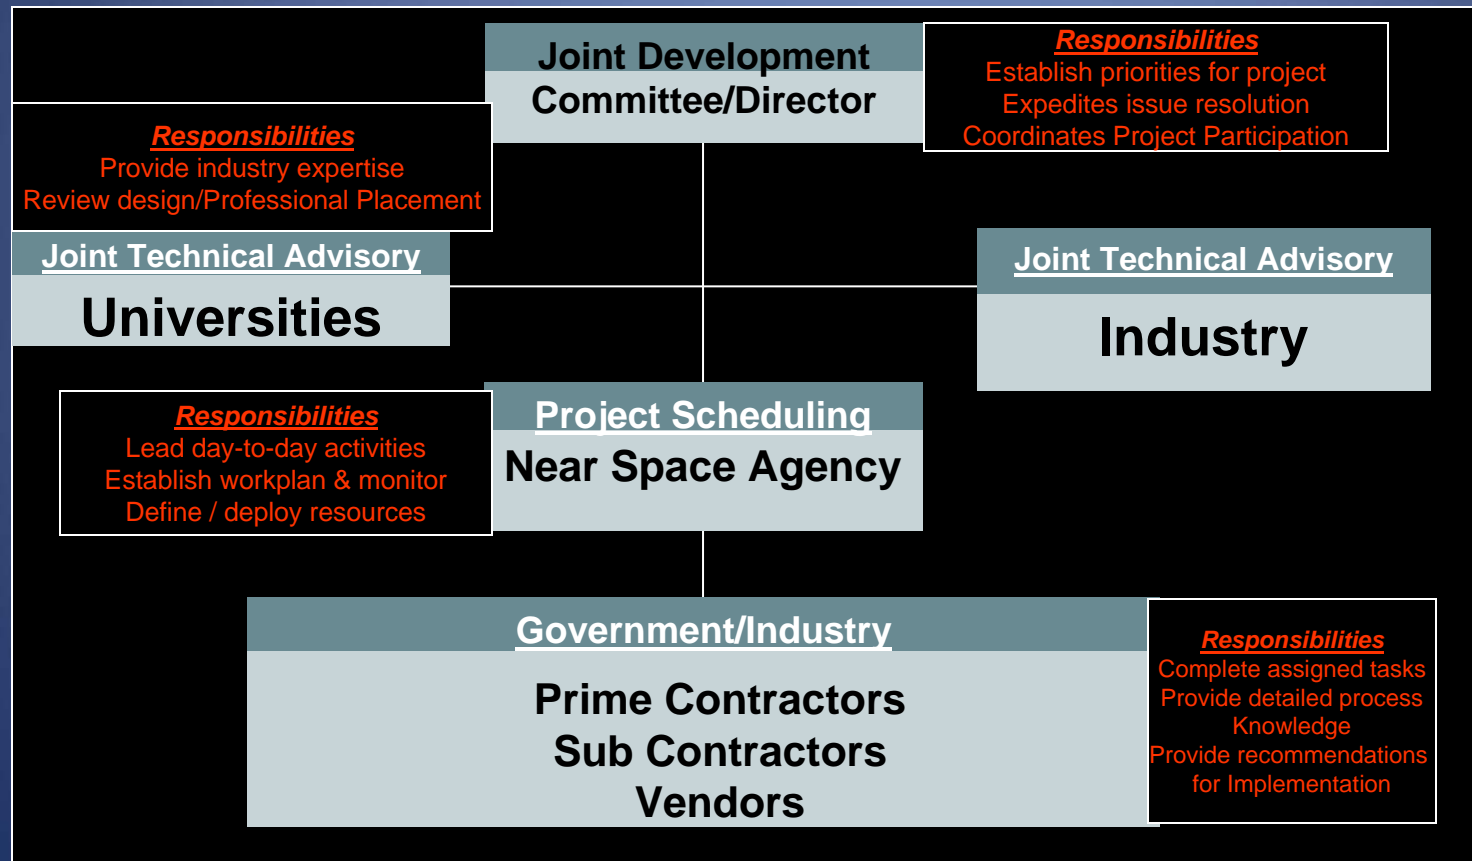 Joint Development
Committee/Director
Responsibilities
Establish priorities for project
Expedites issue resolution
Coordinates Project Participation
Responsibilities
Provide industry expertise
Review design/Professional Placement
Joint Technical Advisory
Universities
Joint Technical Advisory
Industry
Responsibilities
Lead day-to-day activities
Establish workplan & monitor
Define / deploy resources
Project Scheduling
Near Space Agency
Government/Industry
Prime Contractors
Sub Contractors
Vendors
Responsibilities
Complete assigned tasks
Provide detailed process
Knowledge
Provide recommendations
for Implementation